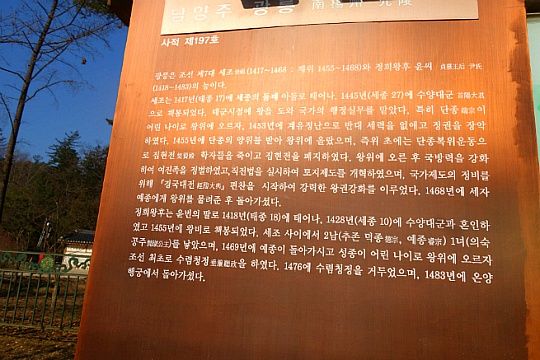 남양주 광릉 南楊州 光陵
사적 제197호
광릉은 조선 제7대 세조世祖(1417~1468 : 재위 1455~1468)와 정희왕후 윤씨 貞熹王后 尹氏
(1418~1483)의 능이다.
세조는 1417년(태종 17)에 세종의 둘째 아들로 태어나, 1445년(세종 27)에 수양대군 首陽大君
으로 책봉되었다. 대군시절에 왕을 도와 국가의 행정실무를 맡았다. 특히 단종端宗이
어린 나이로 왕위에 오르자, 1453년에 계유정난으로 반대 세력을 없애고 정권을 장악
하였다. 1455년에 단종의 양위를 받아 왕위에 올랐으며, 즉위 초에는 단종복위운동으
로 집현전 集賢殿 학자들을 죽이고 집현전을 폐지하였다. 왕위에 오른 후 국방력을 강화
하여 여진족을 정벌하였고,직전법을 실시하여 토지제도를 개혁하였으며, 국가제도의 정비를
위해 『경국대전經國大典』 편찬을 시작하여 강력한 왕권강화를 이루었다. 1468년에 세자
예종에게 왕위를 물려준 후 돌아가셨다.
정희왕후는 윤번의 딸로 1418년(태종 18)에 태어나, 1428년(세종 10)에 수양대군과 혼인하
였고 1455년에 왕비로 책봉되었다. 세조 사이에서 2남(추존 덕종 德宗, 예종睿宗) 1녀(의숙
공주懿淑公主)를 낳았으며, 1469년에 예종이 돌아가시고 성종이 어린 나이로 왕위에 오르자
조선 최초로 수렴청정垂簾聽政을 하였다. 1476에 수렴청정을 거두었으며, 1483년에 온양
행궁에서 돌아가셨다.